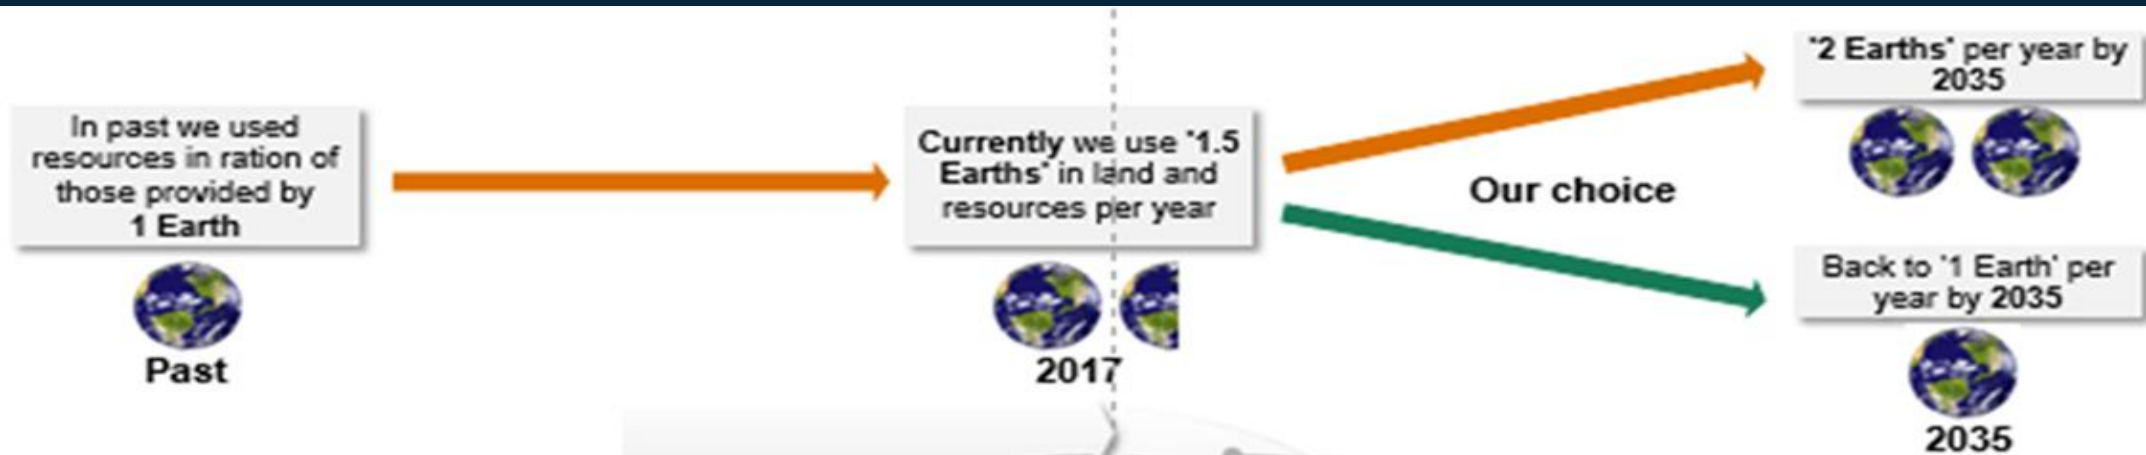 In past we used
resources in ration of
those provided by
1 Earth
Past
Currently we use "1.5
Earths" in land and
resources per year
2017
Our choice
"2 Earths" per year by
2035
Back to '1 Earth' per
year by 2035
2035